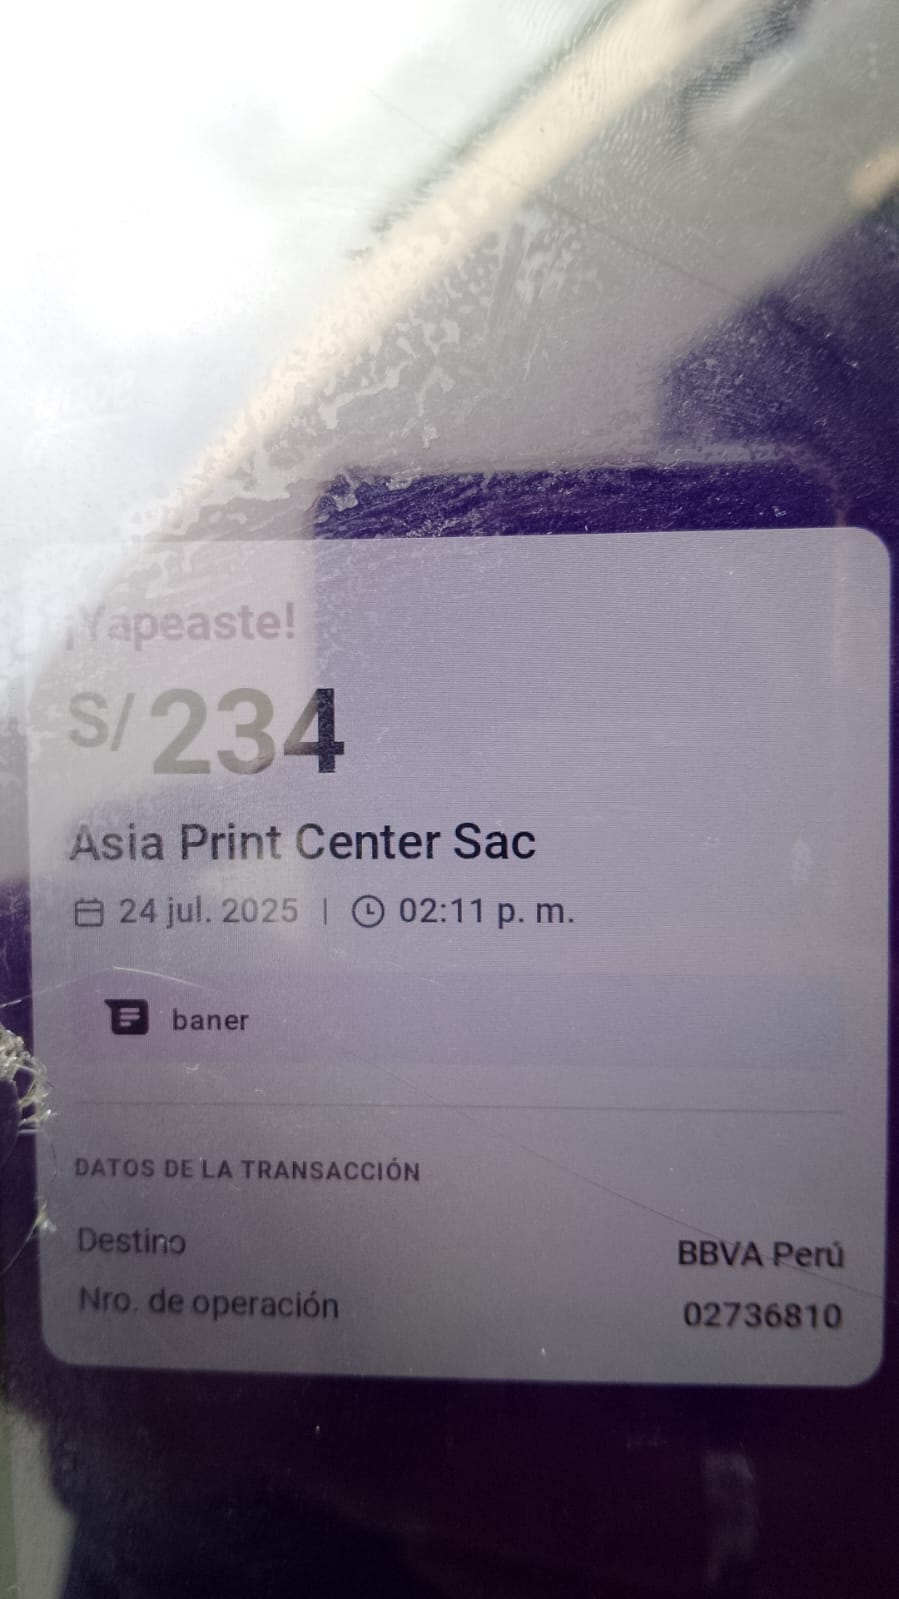 yape
¡Yapeaste!
S/ 234
Asia Print Center Sac
24 jul. 2025 | 02:11 p. m.
baner
DATOS DE LA TRANSACCIÓN
Destino BBVA Perú
Nro. de operación 02736810